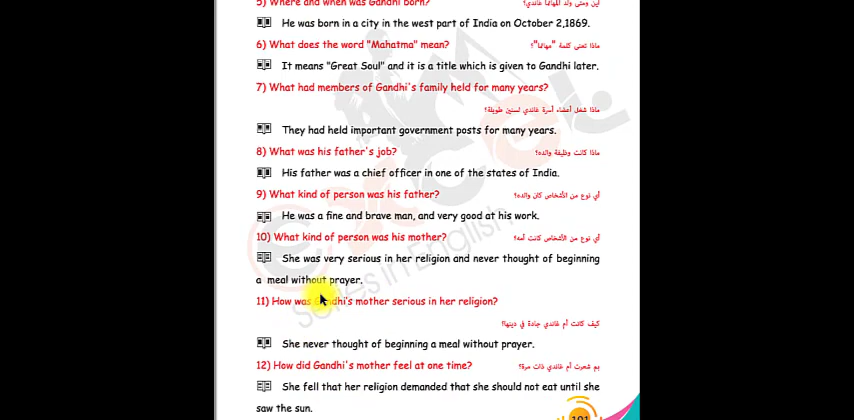 5) Where and when was Gandhi born? أين ومتى ولد المهاتما غاندي؟
He was born in a city in the west part of India on October 2,1869.
6) What does the word "Mahatma" mean? ماذا تعني كلمة "مهاتما"؟
It means "Great Soul" and it is a title which is given to Gandhi later.
7) What had members of Gandhi's family held for many years?
ماذا شغل أعضاء أسرة غاندي لسنين طويلة؟
They had held important government posts for many years.
8) What was his father's job? ماذا كانت وظيفة والده؟
His father was a chief officer in one of the states of India.
9) What kind of person was his father? أي نوع من الأشخاص كان والده؟
He was a fine and brave man, and very good at his work.
10) What kind of person was his mother? أي نوع من الأشخاص كانت أمه؟
She was very serious in her religion and never thought of beginning
a meal without prayer.
11) How was Gandhi's mother serious in her religion?
كيف كانت أم غاندي جادة في دينها؟
She never thought of beginning a meal without prayer.
12) How did Gandhi's mother feel at one time? بم شعرت أم غاندي ذات مرة؟
She fell that her religion demanded that she should not eat until she
saw the sun.